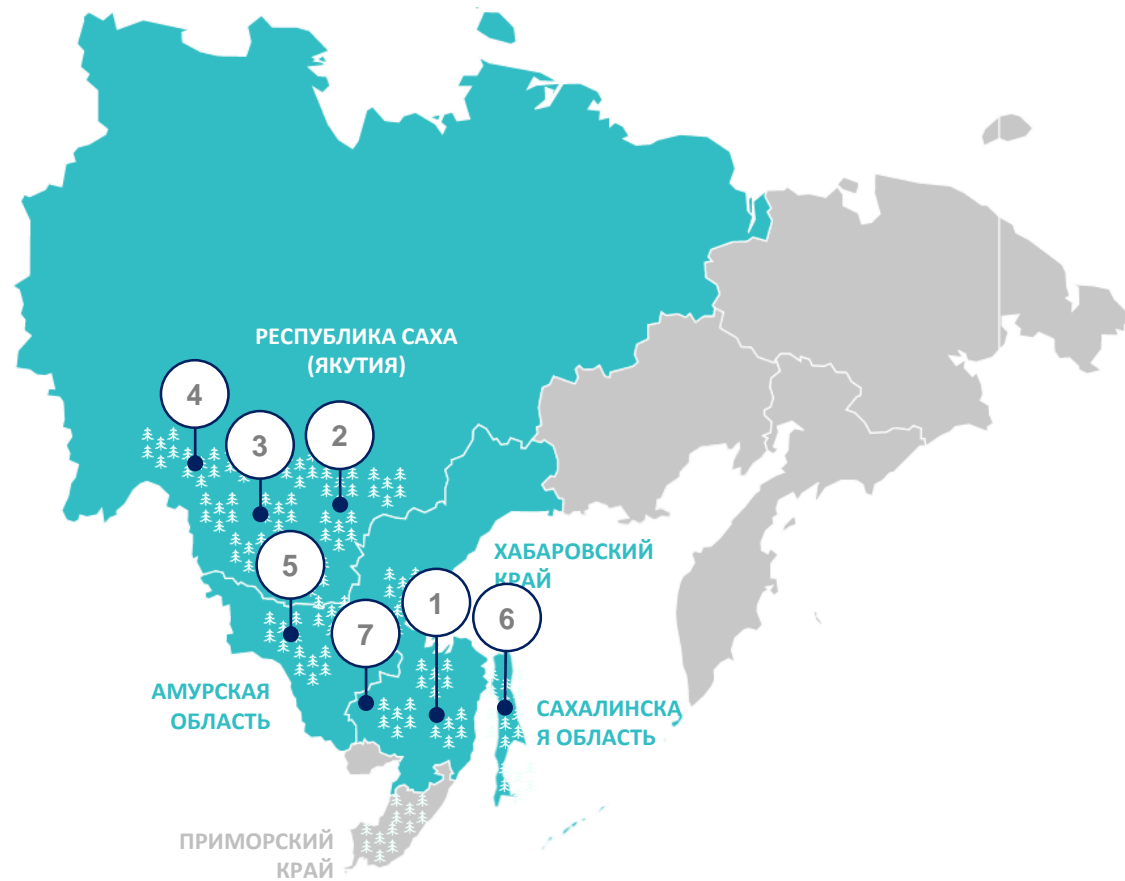 РЕСПУБЛИКА САХА
(ЯКУТИЯ)
4
3
2
5
ХАБАРОВСКИЙ
КРАЙ
1
6
7
АМУРСКАЯ
ОБЛАСТЬ
САХАЛИНСКА
Я ОБЛАСТЬ
ПРИМОРСКИЙ
КРАЙ